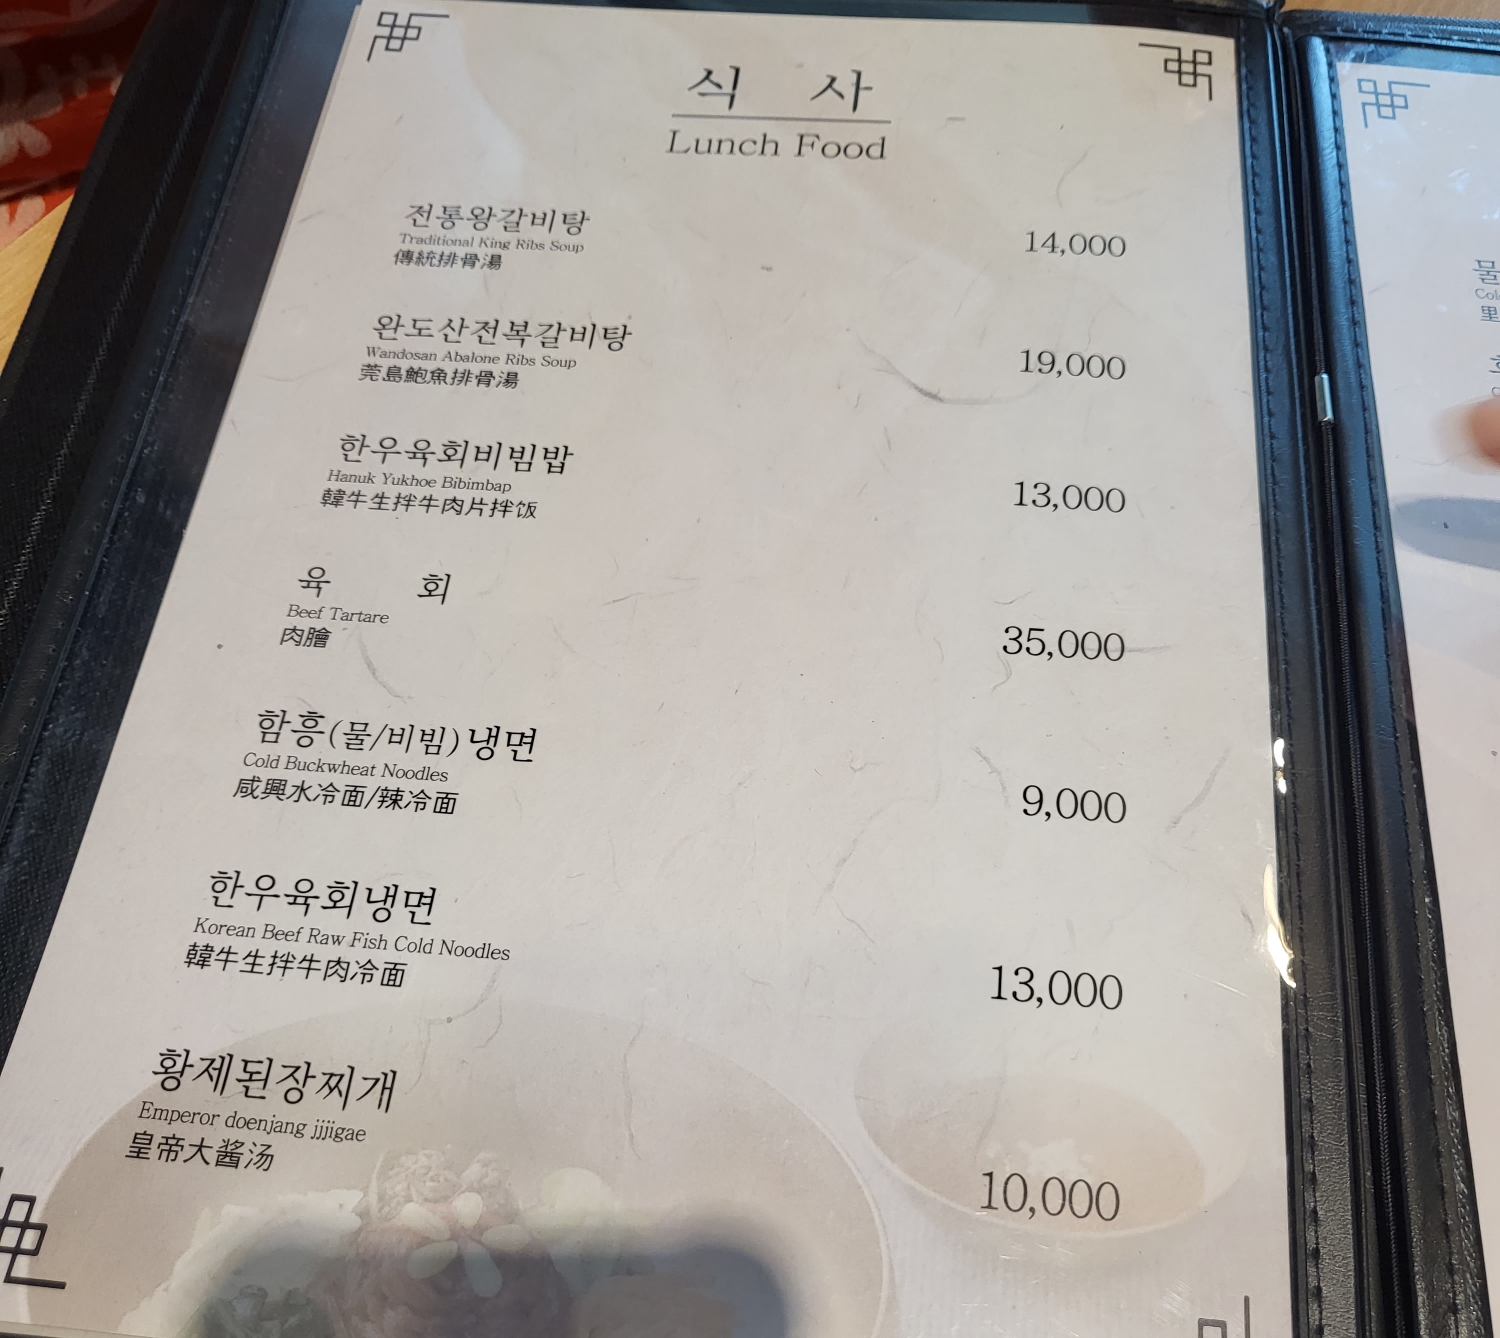 식 사
Lunch Food
전통왕갈비탕
Traditional King Ribs Soup
傳統排骨湯
14,000
완도산전복갈비탕
Wandosan Abalone Ribs Soup
莞島鮑魚排骨湯
19,000
한우육회비빔밥
Hanuk Yukhoe Bibimbap
韓牛生拌牛肉片拌饭
13,000
육 회
Beef Tartare
肉膾
35,000
함흥(물/비빔)냉면
Cold Buckwheat Noodles
咸興水冷面/辣冷面
9,000
한우육회냉면
Korean Beef Raw Fish Cold Noodles
韓牛生拌牛肉冷面
13,000
황제된장찌개
Emperor doenjang jjjigae
皇帝大酱汤
10,000